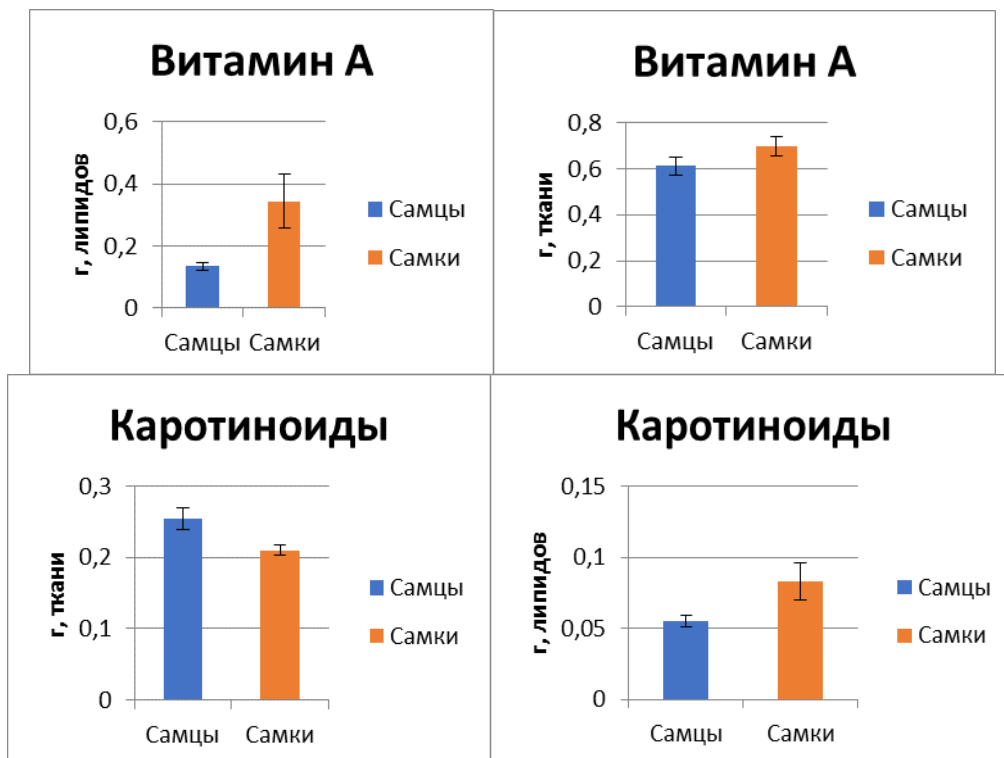 Витамин А
г, липидов
0,6
0,4
0,2
0
Самцы Самки
Самцы
Самки
Витамин А
г, ткани
0,8
0,6
0,4
0,2
0
Самцы Самки
Самцы
Самки
Каротиноиды
г, ткани
0,3
0,2
0,1
0
Самцы Самки
Самцы
Самки
Каротиноиды
г, липидов
0,15
0,1
0,05
0
Самцы Самки
Самцы
Самки